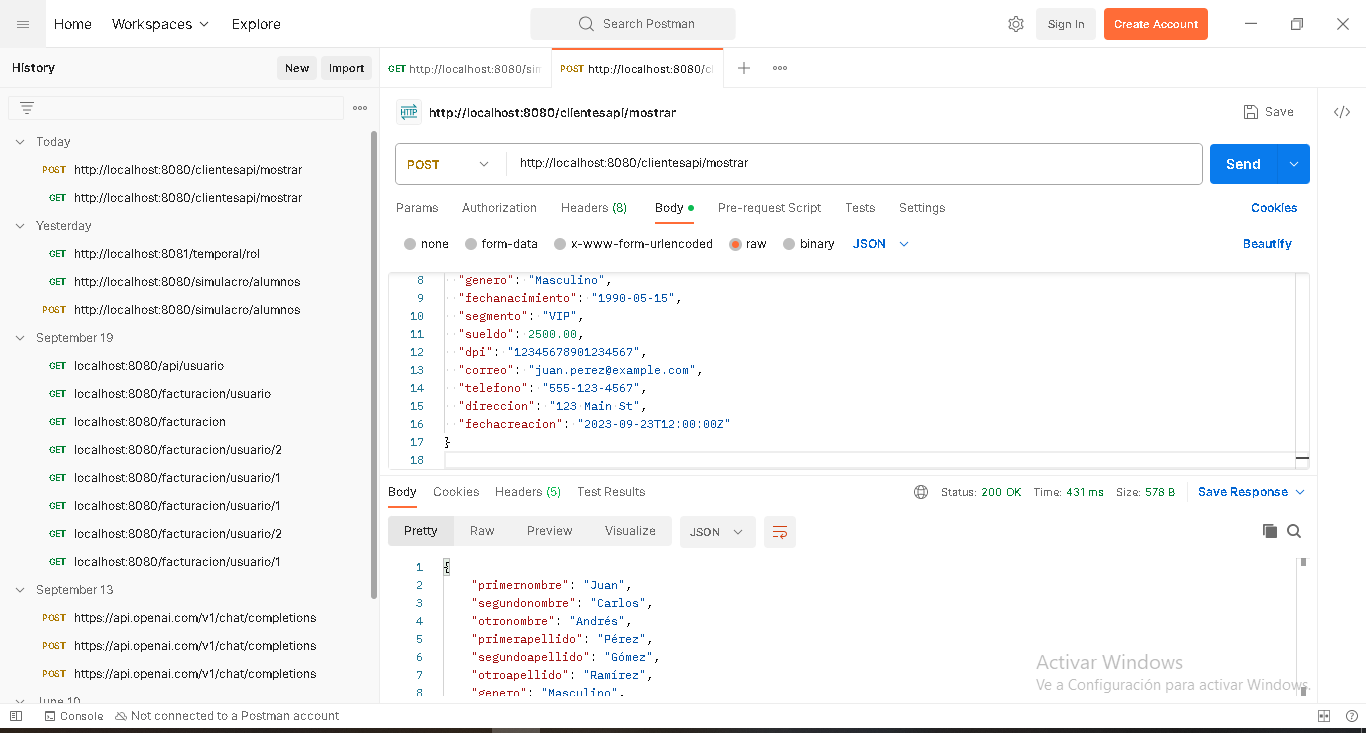 Home Workspaces Explore Search Postman Sign In Create Account
History New Import
GET http://localhost:8080/sim POST http://localhost:8080/cl
HTTP http://localhost:8080/clientesapi/mostrar Save
Today
POST http://localhost:8080/clientesapi/mostrar
GET http://localhost:8080/clientesapi/mostrar
Yesterday
GET http://localhost:8081/temporal/rol
GET http://localhost:8080/simulacro/alumnos
POST http://localhost:8080/simulacro/alumnos
September 19
GET localhost:8080/api/usuario
GET localhost:8080/facturacion/usuario
GET localhost:8080/facturacion
GET localhost:8080/facturacion/usuario/2
GET localhost:8080/facturacion/usuario/1
GET localhost:8080/facturacion/usuario/1
GET localhost:8080/facturacion/usuario/2
GET localhost:8080/facturacion/usuario/1
September 13
POST https://api.openai.com/v1/chat/completions
POST https://api.openai.com/v1/chat/completions
POST https://api.openai.com/v1/chat/completions
June 10
POST http://localhost:8080/clientesapi/mostrar Send
Params Authorization Headers (8) Body Pre-request Script Tests Settings Cookies
none form-data x-www-form-urlencoded raw binary JSON Beautify
8 "genero": "Masculino",
9 "fechanacimiento": "1990-05-15",
10 "segmento": "VIP",
11 "sueldo": 2500.00,
12 "dpi": "12345678901234567",
13 "correo": "juan.perez@example.com",
14 "telefono": "555-123-4567",
15 "direccion": "123 Main St",
16 "fechacreacion": "2023-09-23T12:00:00Z"
17 }
18
Body Cookies Headers (5) Test Results Status: 200 OK Time: 431 ms Size: 578 B Save Response
Pretty Raw Preview Visualize JSON
1 {
2 "primernombre": "Juan",
3 "segundonombre": "Carlos",
4 "otronombre": "Andrés",
5 "primerapellido": "Pérez",
6 "segundoapellido": "Gómez",
7 "otroapellido": "Ramírez",
8 "genero": "Masculino",
Activar Windows
Ve a Configuración para activar Windows.
Console Not connected to a Postman account